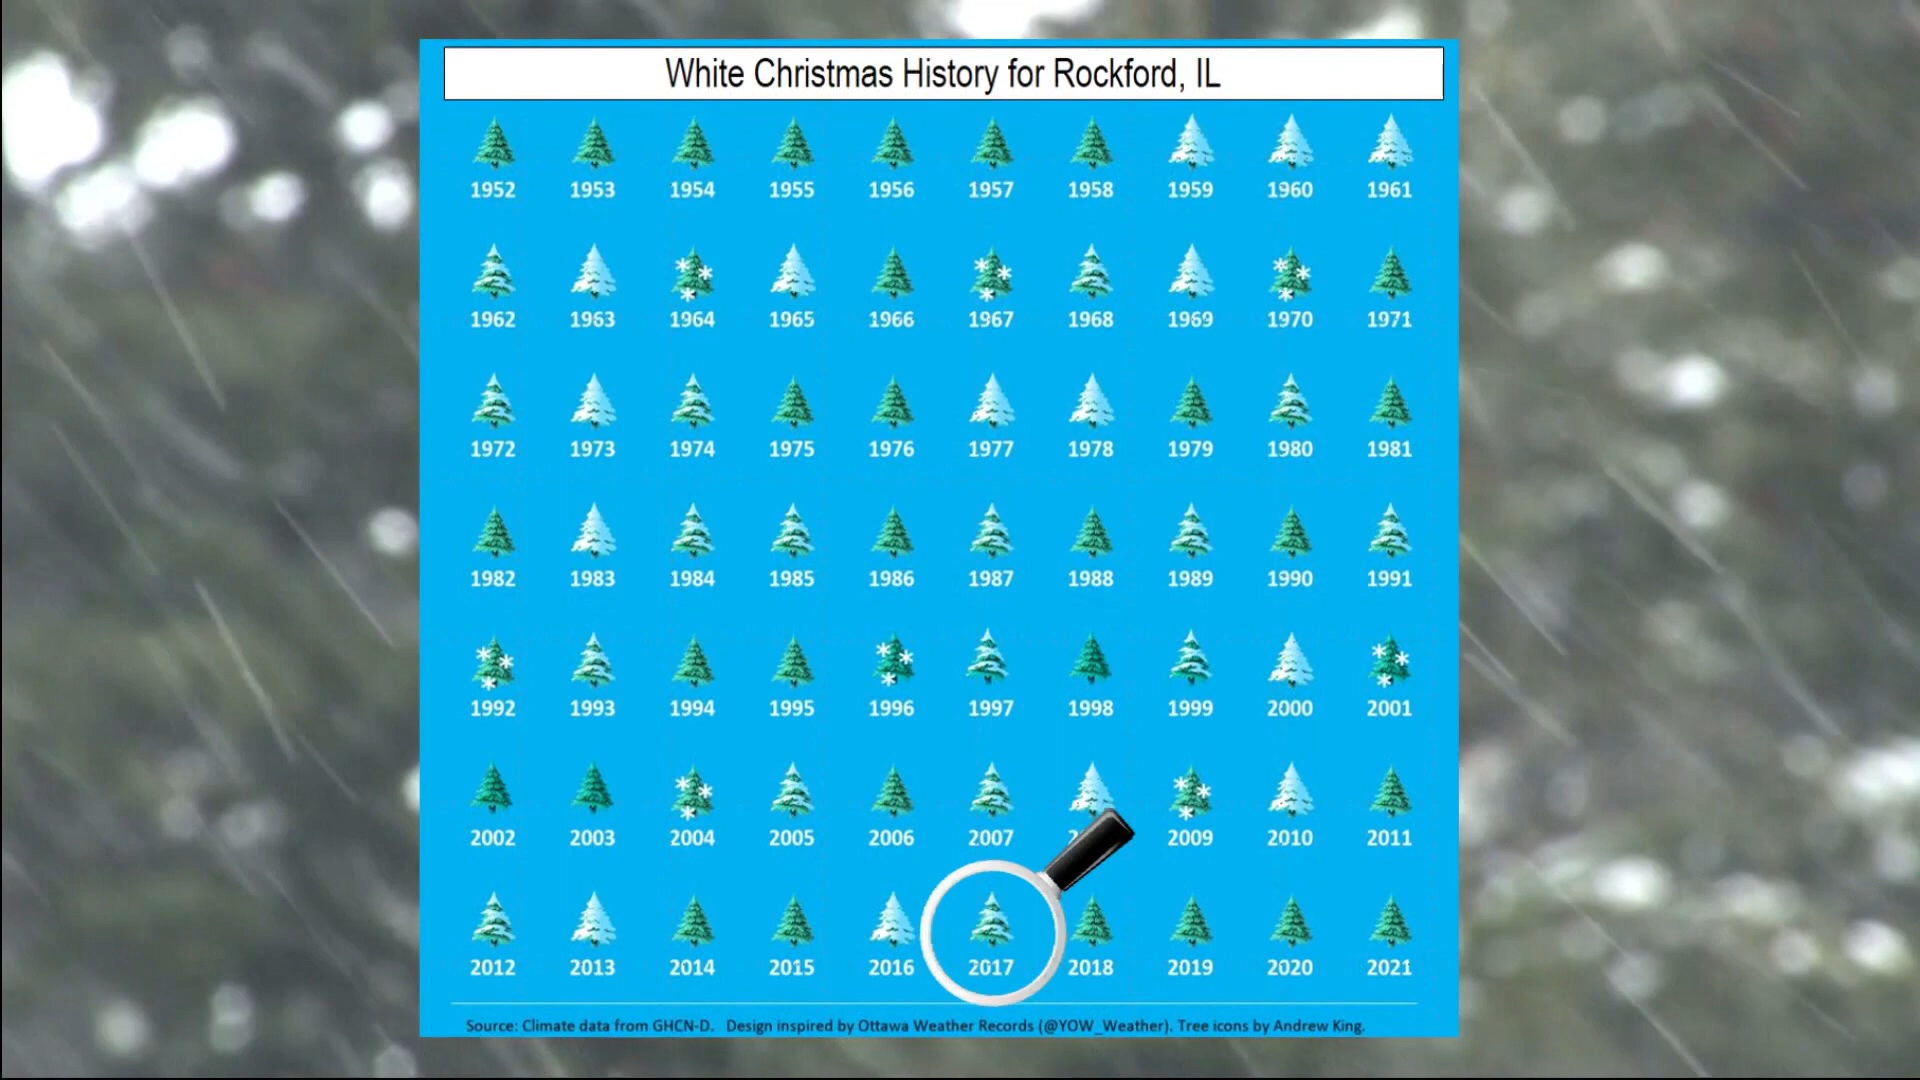 White Christmas History for Rockford, IL
1952 1953 1954 1955 1956 1957 1958 1959 1960 1961
1962 1963 1964 1965 1966 1967 1968 1969 1970 1971
1972 1973 1974 1975 1976 1977 1978 1979 1980 1981
1982 1983 1984 1985 1986 1987 1988 1989 1990 1991
1992 1993 1994 1995 1996 1997 1998 1999 2000 2001
2002 2003 2004 2005 2006 2007 2009 2010 2011
2012 2013 2014 2015 2016 2017 2018 2019 2020 2021
Source: Climate data from GHCN-D. Design inspired by Ottawa Weather Records (@YOW_Weather). Tree icons by Andrew King.